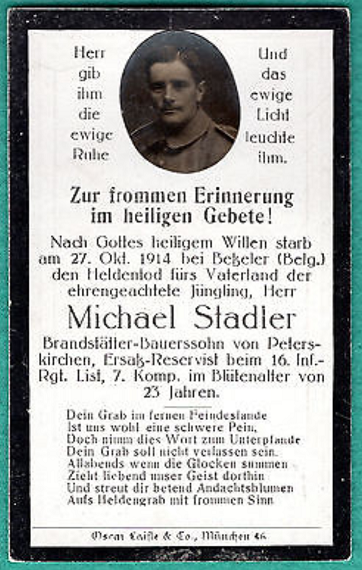 Herr
gib
ihm
die
ewige
Ruhe
Und
das
ewige
Licht
leuchte
ihm.
Zur frommen Erinnerung
im heiligen Gebete!
Nach Gottes heiligem Willen starb
am 27. Okt. 1914 bei Beßeler (Belg.)
den Heldentod fürs Vaterland der
ehrengeachtete Jüngling, Herr
Michael Stadler
Brandstätter-Bauerssohn von Peters-
kirchen, Ersaß-Reservist beim 16. Inf.-
Rgt. List, 7. Komp. im Blütenalter von
23 Jahren.
Dein Grab im fernen Feindeslande
Ist uns wohl eine schwere Pein,
Doch nimm dies Wort zum Unterpfande
Dein Grab soll nicht verlassen sein.
Allabends wenn die Glocken summen
Zieht liebend unser Geist dorthin
Und streut dir betend Andachtsblumen
Aufs Heldengrab mit frommen Sinn
Oscar Laifle & Co., München 46.